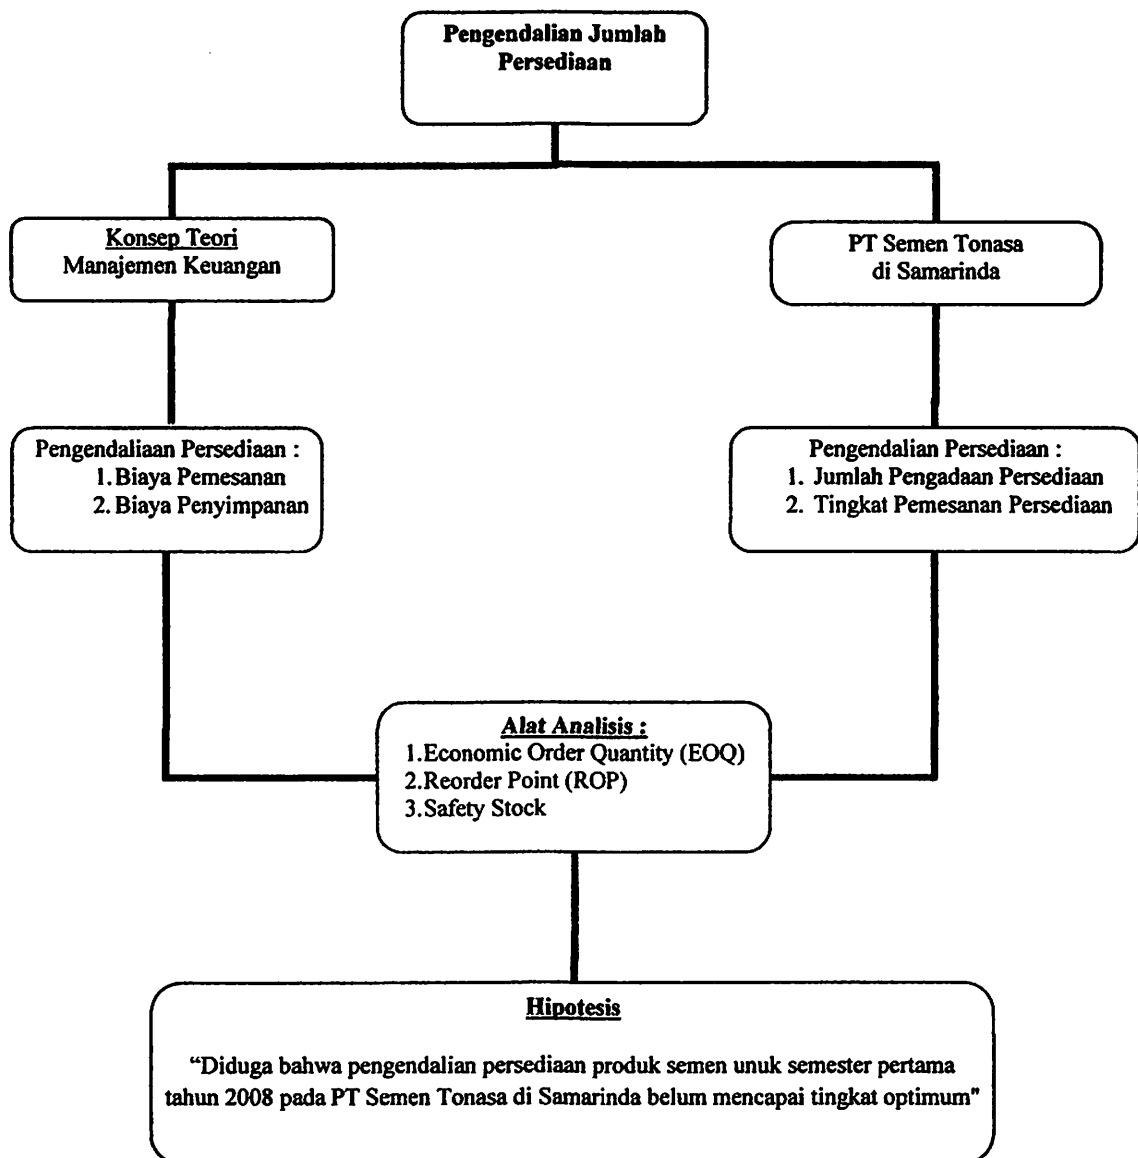 Pengendalian Jumlah
Persediaan
Konsep Teori
Manajemen Keuangan
PT Semen Tonasa
di Samarinda
Pengendaliaan Persediaan :
1. Biaya Pemesanan
2. Biaya Penyimpanan
Pengendalian Persediaan :
1. Jumlah Pengadaan Persediaan
2. Tingkat Pemesanan Persediaan
Alat Analisis :
1. Economic Order Quantity (EOQ)
2. Reorder Point (ROP)
3. Safety Stock
Hipotesis
“Diduga bahwa pengendalian persediaan produk semen unuk semester pertama
tahun 2008 pada PT Semen Tonasa di Samarinda belum mencapai tingkat optimum"